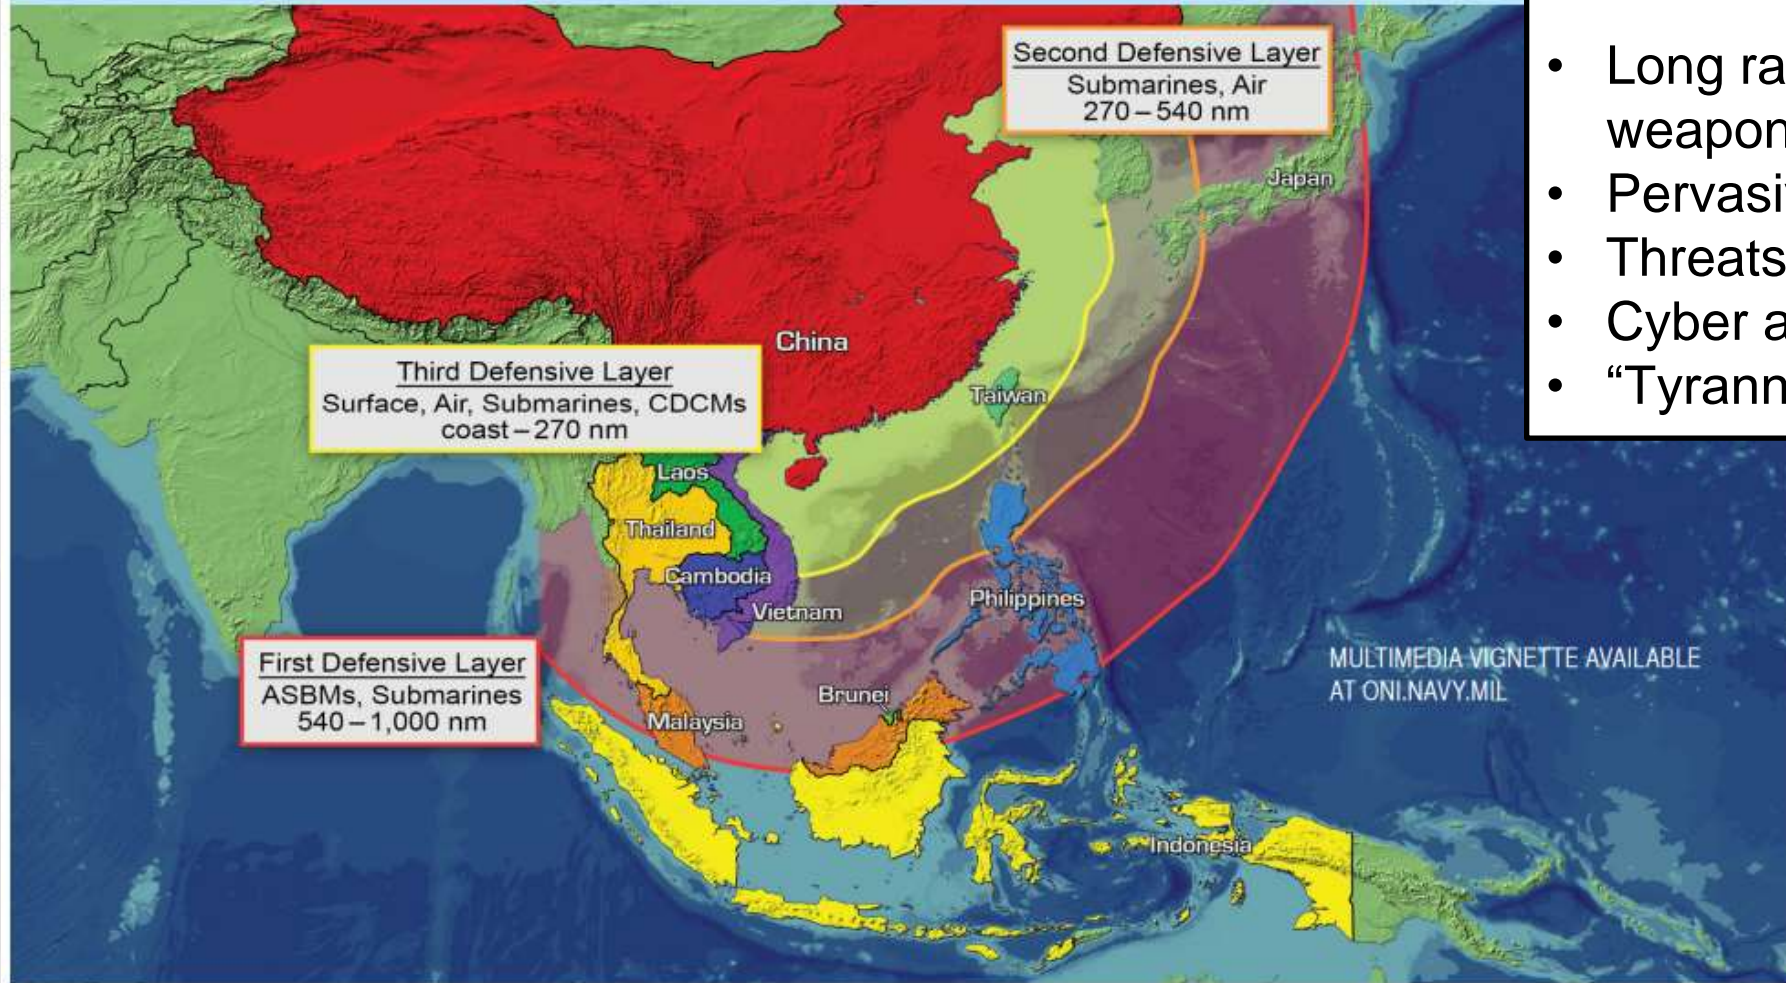 Second Defensive Layer
Submarines, Air
270 – 540 nm
• Long ra
weapon
• Pervasi
• Threats
• Cyber a
• “Tyrann
Japan
China
Third Defensive Layer
Surface, Air, Submarines, CDCMs
coast – 270 nm
Taiwan
Laos
Thailand
Cambodia
Vietnam
Philippines
First Defensive Layer
ASBMs, Submarines
540 – 1,000 nm
Brunei
Malaysia
MULTIMEDIA VIGNETTE AVAILABLE
AT ONI.NAVY.MIL
Indonesia